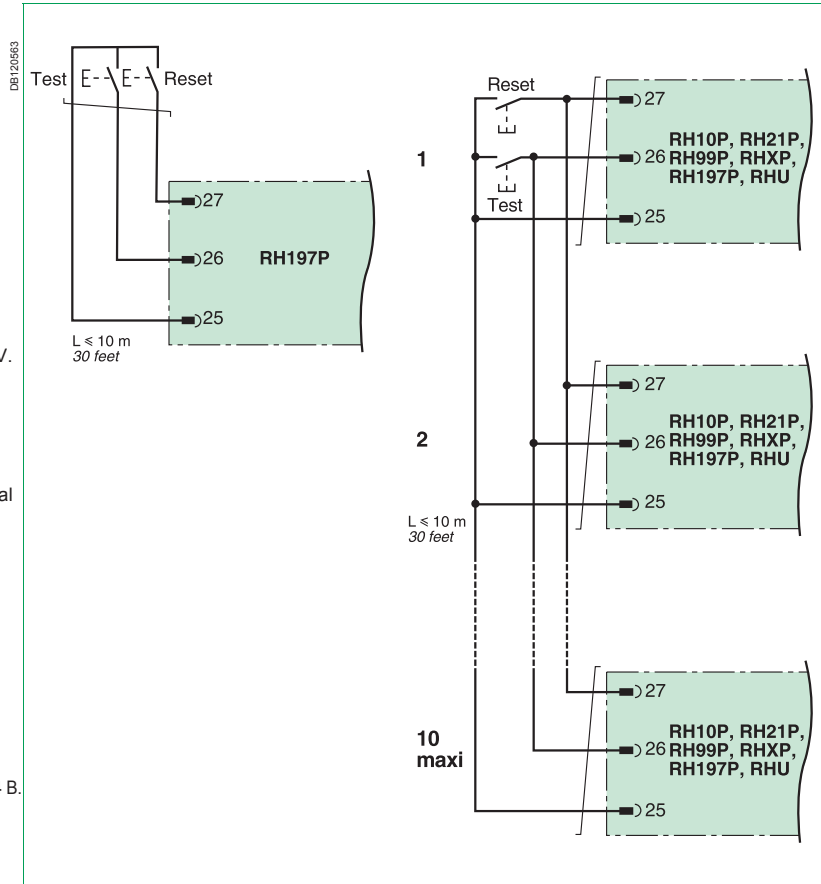 DB120563
Test
Reset
27
26
RH197P
25
L ≤ 10 m
30 feet
V.
al
- B.
Reset
1
27
RH10P, RH21P,
26 RH99P, RHXP,
RH197P, RHU
Test
25
2
27
RH10P, RH21P,
26 RH99P, RHXP,
RH197P, RHU
25
L ≤ 10 m
30 feet
10
maxi
27
RH10P, RH21P,
26 RH99P, RHXP,
RH197P, RHU
25